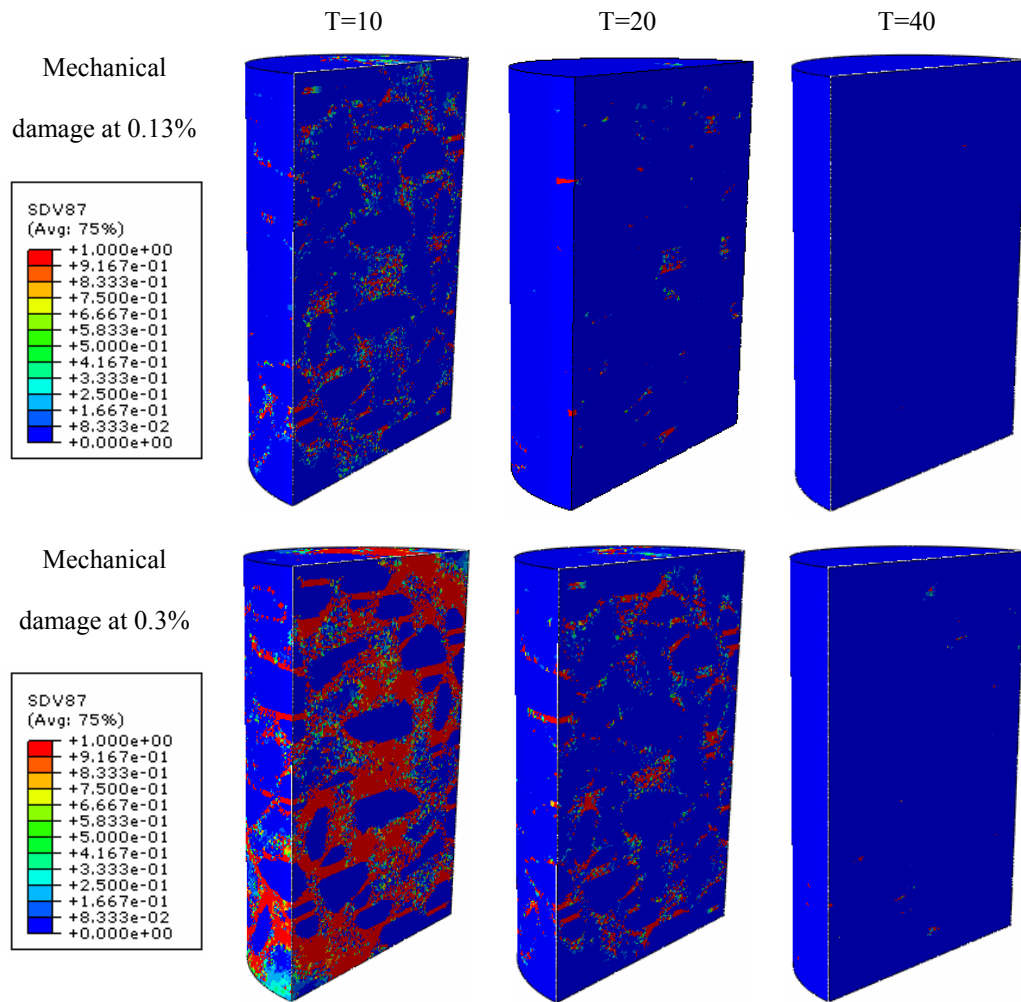 T=10
T=20
T=40
Mechanical
damage at 0.13%
SDV87
(Avg: 75%)
+1.000e+00
+9.167e-01
+8.333e-01
+7.500e-01
+6.667e-01
+5.833e-01
+5.000e-01
+4.167e-01
+3.333e-01
+2.500e-01
+1.667e-01
+8.333e-02
+0.000e+00
Mechanical
damage at 0.3%
SDV87
(Avg: 75%)
+1.000e+00
+9.167e-01
+8.333e-01
+7.500e-01
+6.667e-01
+5.833e-01
+5.000e-01
+4.167e-01
+3.333e-01
+2.500e-01
+1.667e-01
+8.333e-02
+0.000e+00